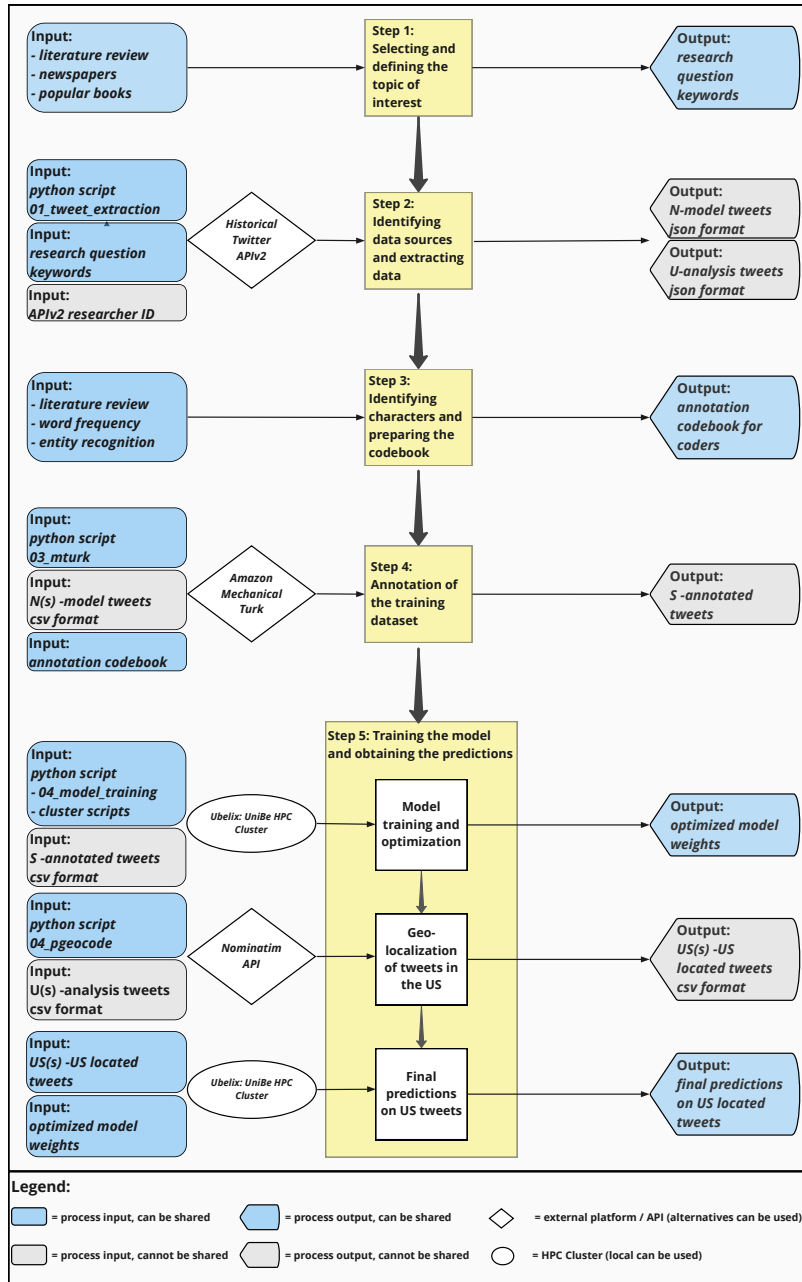 Input:
- literature review
- newspapers
- popular books
Step 1:
Selecting and
defining the
topic of
interest
Output:
research
question
keywords
Input:
python script
01_tweet_extraction
Input:
research question
keywords
Input:
APIv2 researcher ID
Historical
Twitter
APIv2
Step 2:
Identifying
data sources
and extracting
data
Output:
N-model tweets
json format
Output:
U-analysis tweets
json format
Input:
- literature review
- word frequency
- entity recognition
Step 3:
Identifying
characters and
preparing the
codebook
Output:
annotation
codebook for
coders
Input:
python script
03_mturk
Input:
N(s) -model tweets
csv format
Input:
annotation codebook
Amazon
Mechanical
Turk
Step 4:
Annotation of
the training
dataset
Output:
S -annotated
tweets
Step 5: Training the model
and obtaining the predictions
Input:
python script
- 04_model_training
- cluster scripts
Input:
S -annotated tweets
csv format
Ubelix: UniBe HPC
Cluster
Model
training and
optimization
Output:
optimized model
weights
Input:
python script
04_pgeocode
Input:
U(s) -analysis tweets
csv format
Nominatim
API
Geo-
localization
of tweets in
the US
Output:
US(s) -US
located tweets
csv format
Input:
US(s) -US located
tweets
Input:
optimized model
weights
Ubelix: UniBe HPC
Cluster
Final
predictions
on US tweets
Output:
final predictions
on US located
tweets
Legend:
= process input, can be shared
= process output, can be shared
= external platform / API (alternatives can be used)
= process input, cannot be shared
= process output, cannot be shared
= HPC Cluster (local can be used)